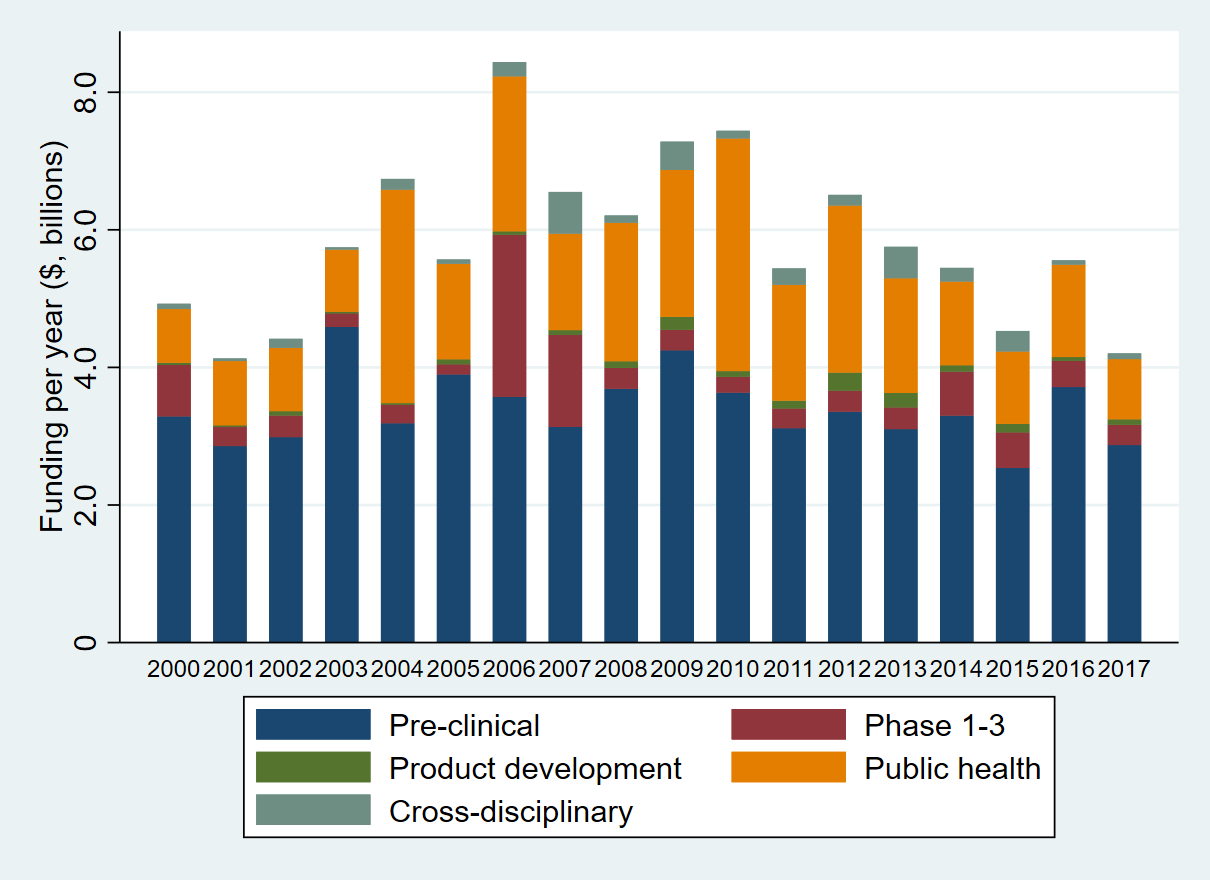 Funding per year ($, billions)
8.0
6.0
4.0
2.0
0
2000 2001 2002 2003 2004 2005 2006 2007 2008 2009 2010 2011 2012 2013 2014 2015 2016 2017
Pre-clinical Phase 1-3
Product development Public health
Cross-disciplinary